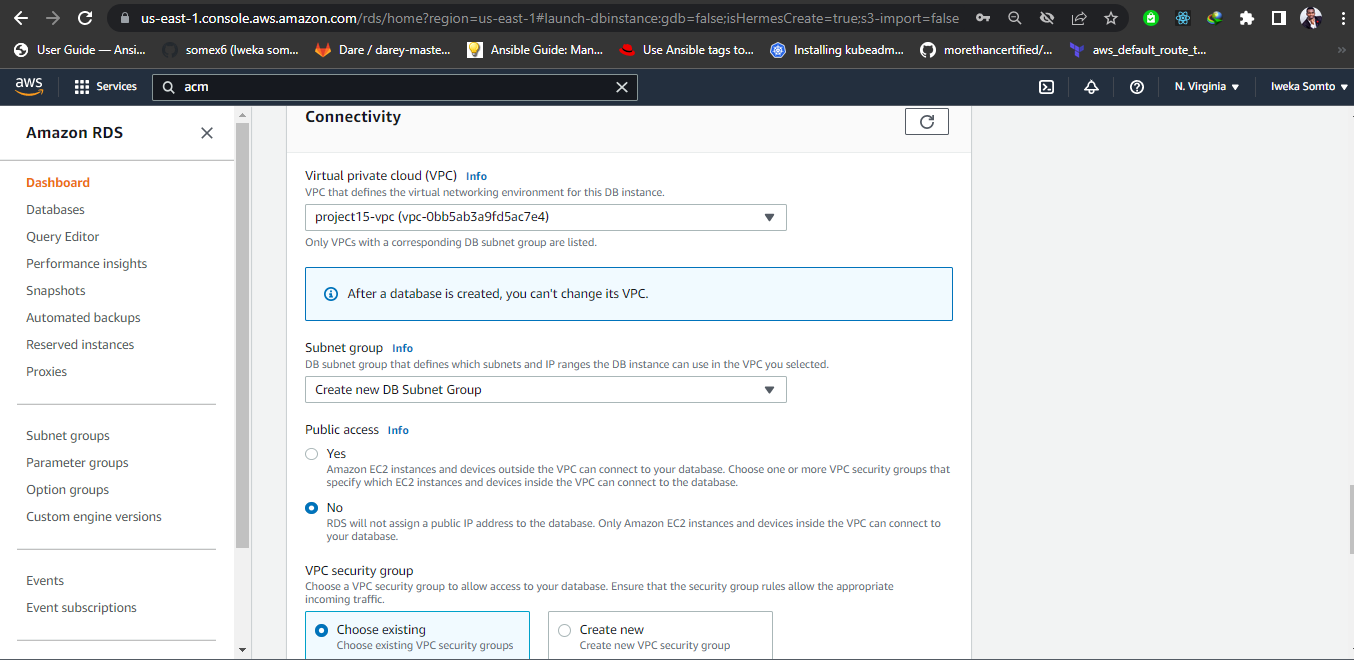 us-east-1.console.aws.amazon.com/rds/home?region=us-east-1#launch-dbinstance:gdb=false;isHermesCreate=true;s3-import=false
User Guide — Ansi...
somex6 (Iweka som...
Dare / darey-maste...
Ansible Guide: Man...
Use Ansible tags to...
Installing kubeadm...
morethancertified/...
aws_default_route_t...
»
aws
Services
acm
N. Virginia
Iweka Somto
Amazon RDS
Dashboard
Databases
Query Editor
Performance insights
Snapshots
Automated backups
Reserved instances
Proxies
Subnet groups
Parameter groups
Option groups
Custom engine versions
Events
Event subscriptions
Connectivity
Virtual private cloud (VPC) Info
VPC that defines the virtual networking environment for this DB instance.
project15-vpc (vpc-0bb5ab3a9fd5ac7e4)
Only VPCs with a corresponding DB subnet group are listed.
After a database is created, you can't change its VPC.
Subnet group Info
DB subnet group that defines which subnets and IP ranges the DB instance can use in the VPC you selected.
Create new DB Subnet Group
Public access Info
Yes
Amazon EC2 instances and devices outside the VPC can connect to your database. Choose one or more VPC security groups that
specify which EC2 instances and devices inside the VPC can connect to the database.
No
RDS will not assign a public IP address to the database. Only Amazon EC2 instances and devices inside the VPC can connect to
your database.
VPC security group
Choose a VPC security group to allow access to your database. Ensure that the security group rules allow the appropriate
incoming traffic.
Choose existing
Choose existing VPC security groups
Create new
Create new VPC security group